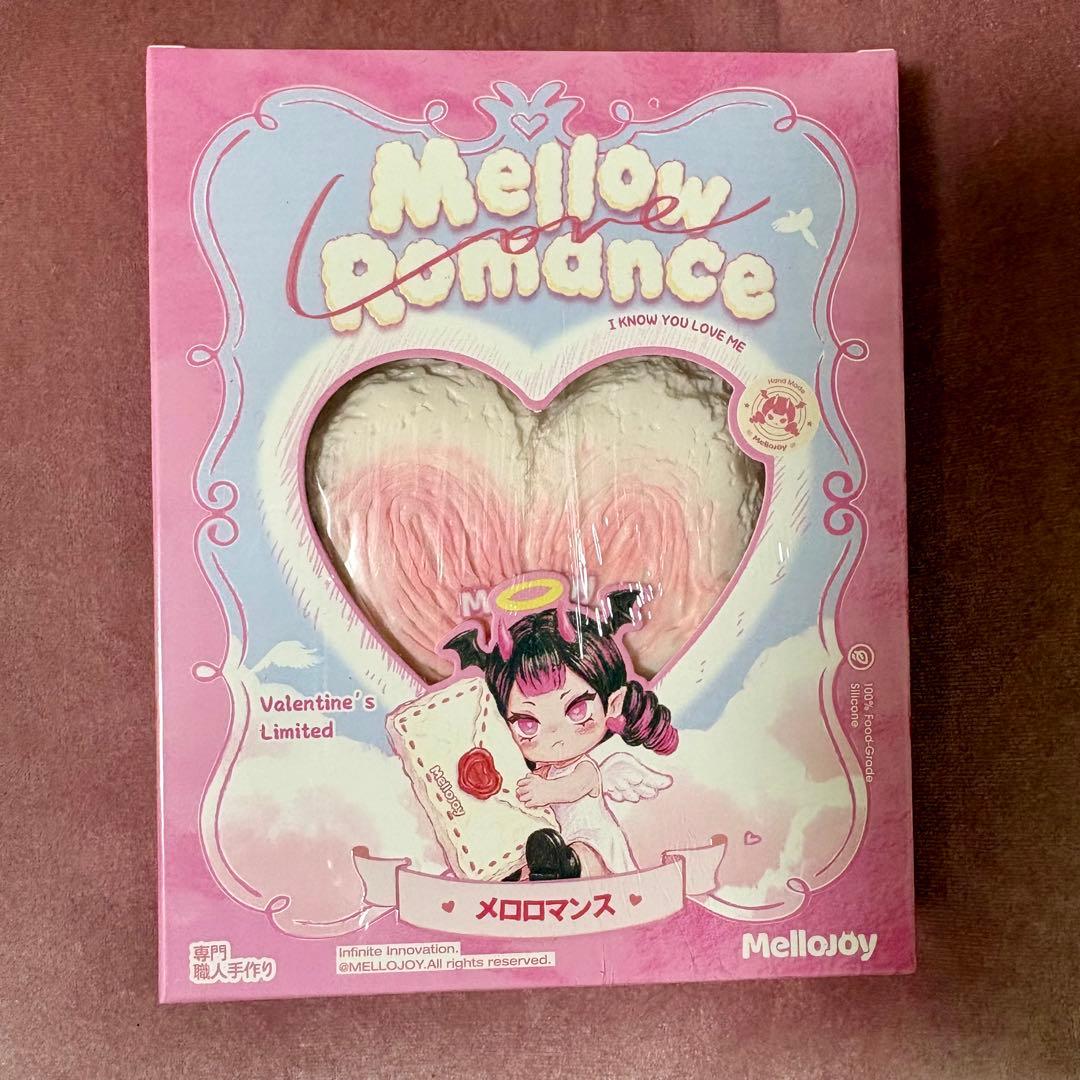 Mellow
Love
Romance
I KNOW YOU LOVE ME
Hand Made
MelloJOY
Valentine's
Limited
100% Food-Grade
Silicone
MelloJOY
メロロマンス
専門
職人手作り
Infinite Innovation.
@MELLOJOY.All rights reserved.
MelloJOY